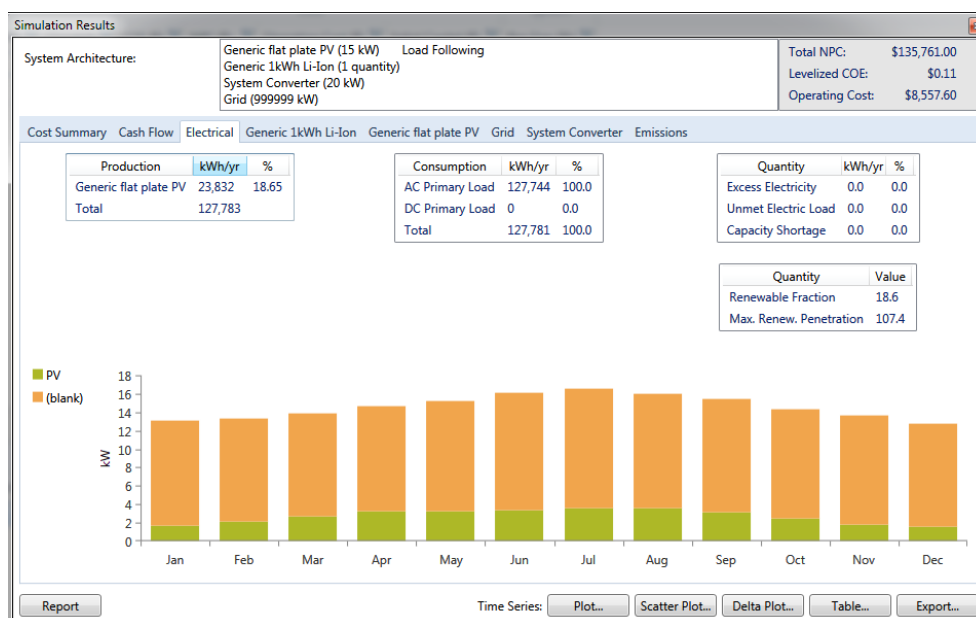 Simulation Results
System Architecture:
Generic flat plate PV (15 kW) Load Following
Generic 1kWh Li-Ion (1 quantity)
System Converter (20 kW)
Grid (999999 kW)
Total NPC: $135,761.00
Levelized COE: $0.11
Operating Cost: $8,557.60
Cost Summary Cash Flow Electrical Generic 1kWh Li-Ion Generic flat plate PV Grid System Converter Emissions
Production kWh/yr %
Generic flat plate PV 23,832 18.65
Total 127,783
Consumption kWh/yr %
AC Primary Load 127,744 100.0
DC Primary Load 0 0.0
Total 127,781 100.0
Quantity kWh/yr %
Excess Electricity 0.0 0.0
Unmet Electric Load 0.0 0.0
Capacity Shortage 0.0 0.0
Quantity Value
Renewable Fraction 18.6
Max. Renew. Penetration 107.4
PV
(blank)
kW
18
16
14
12
10
8
6
4
2
0
Jan Feb Mar Apr May Jun Jul Aug Sep Oct Nov Dec
Report Time Series: Plot... Scatter Plot... Delta Plot... Table... Export...